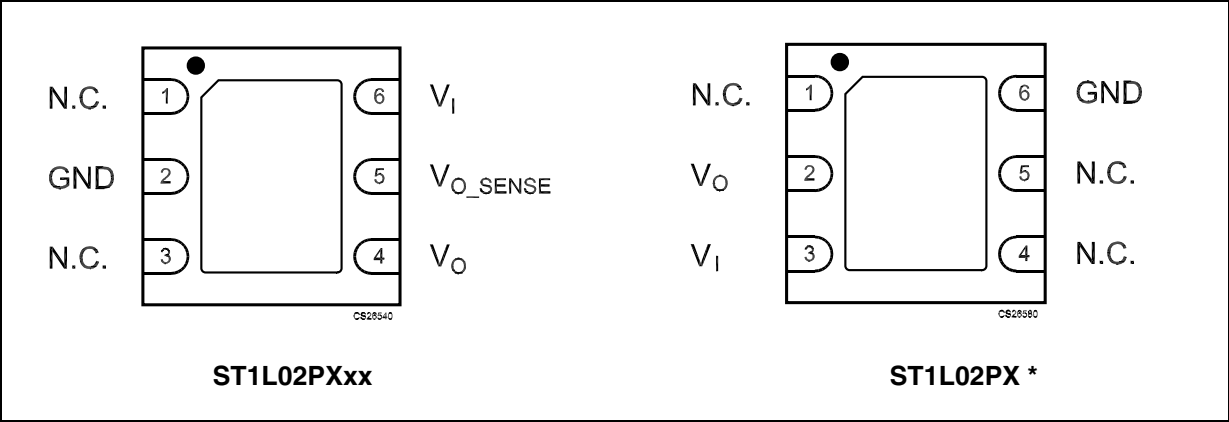 N.C. 1 6 V_I
GND 2 5 V_O_SENSE
N.C. 3 4 V_O
CS26540
ST1L02PXxx
N.C. 1 6 GND
V_O 2 5 N.C.
V_I 3 4 N.C.
CS26580
ST1L02PX *